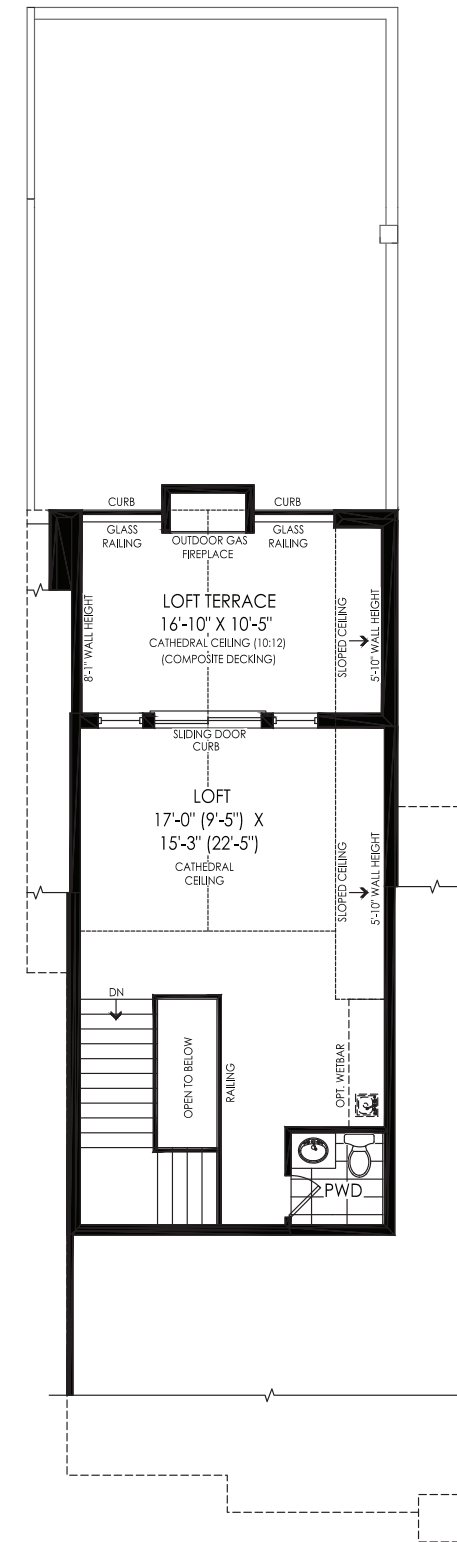 CURB
CURB
GLASS
RAILING
OUTDOOR GAS
FIREPLACE
GLASS
RAILING
8'-1" WALL HEIGHT
LOFT TERRACE
16'-10" X 10'-5"
CATHEDRAL CEILING (10:12)
(COMPOSITE DECKING)
SLOPED CEILING
5'-10" WALL HEIGHT
SLIDING DOOR
CURB
LOFT
17'-0" (9'-5") X
15'-3" (22'-5")
CATHEDRAL
CEILING
SLOPED CEILING
5'-10" WALL HEIGHT
DN
OPEN TO BELOW
RAILING
OPT. WETBAR
PWD